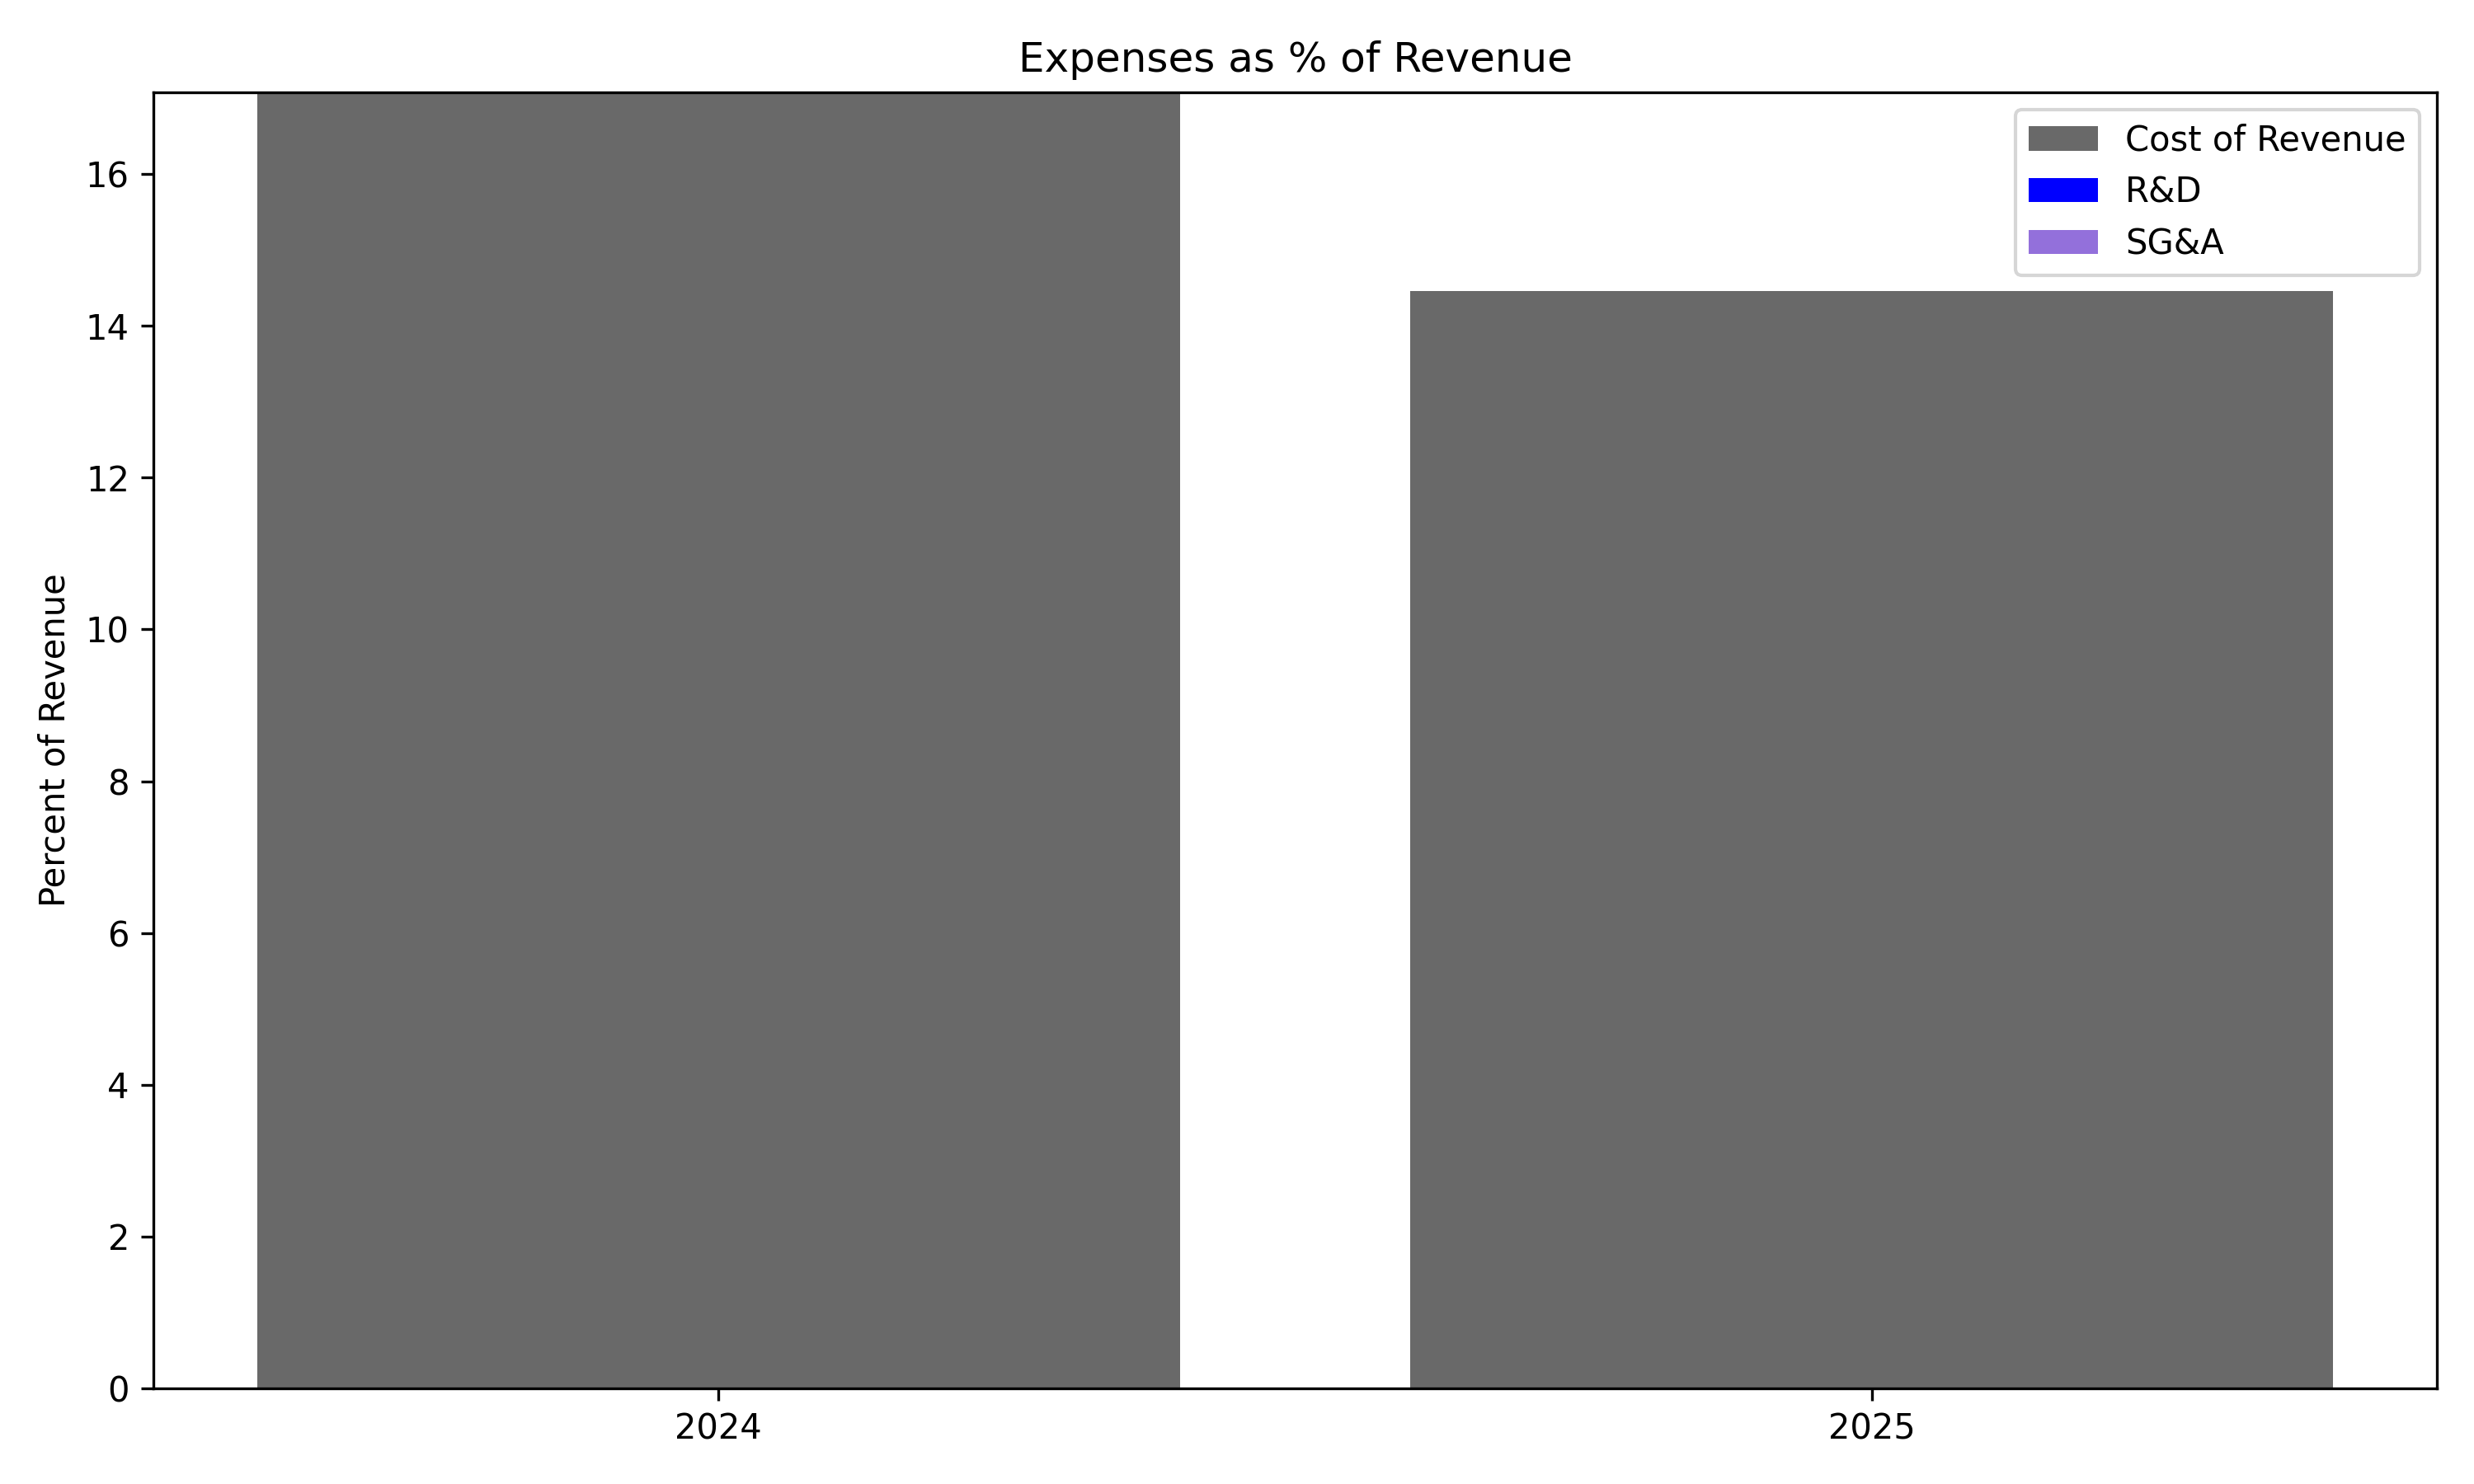 Expenses as % of Revenue
Cost of Revenue
R&D
SG&A
Percent of Revenue
16
14
12
10
8
6
4
2
0
2024
2025